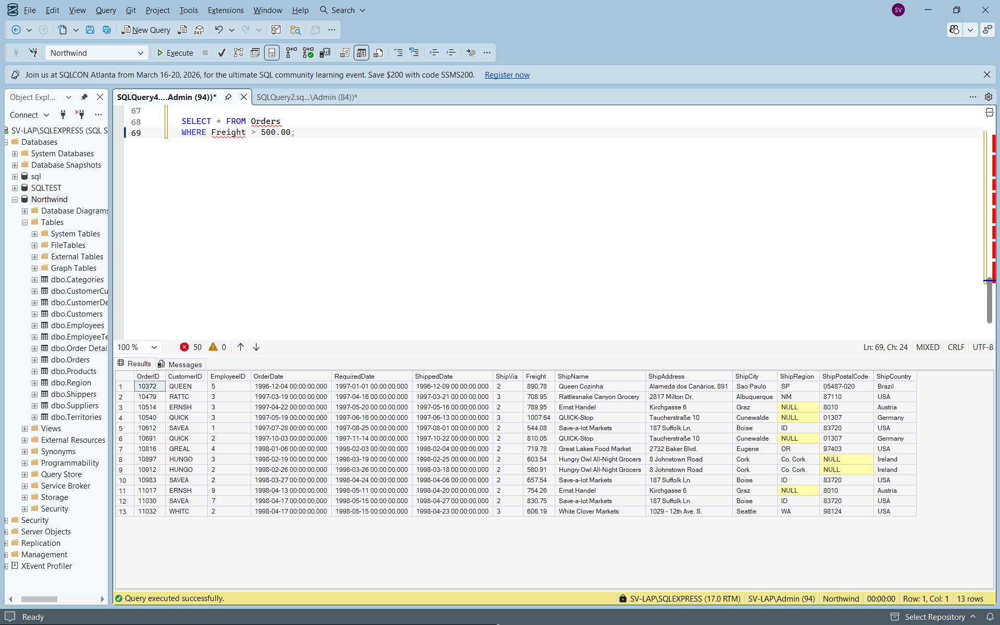 File Edit View Query Git Project Tools Extensions Window Help Search SV
New Query
Northwind Execute
Join us at SQLCON Atlanta from March 16-20, 2026, for the ultimate SQL community learning event. Save $200 with code SSMS200. Register now
Object Expl...
Connect
SV-LAP\SQLEXPRESS (SQL S
Databases
System Databases
Database Snapshots
sql
SQLTEST
Northwind
Database Diagrams
Tables
System Tables
FileTables
External Tables
Graph Tables
dbo.Categories
dbo.CustomerCu
dbo.CustomerDe
dbo.Customers
dbo.Employees
dbo.EmployeeTe
dbo.Order Detai
dbo.Orders
dbo.Products
dbo.Region
dbo.Shippers
dbo.Suppliers
dbo.Territories
Views
External Resources
Synonyms
Programmability
Query Store
Service Broker
Storage
Security
Security
Server Objects
Replication
Management
XEvent Profiler
SQLQuery4....Admin (94))* SQLQuery2.sq...\Admin (84))*
67
68 SELECT * FROM Orders
69 WHERE Freight > 500.00;
100 % 50 0 Ln: 69, Ch: 24 MIXED CRLF UTF-8
Results Messages
OrderID CustomerID EmployeeID OrderDate RequiredDate ShippedDate ShipVia Freight ShipName ShipAddress ShipCity ShipRegion ShipPostalCode ShipCountry
1 10372 QUEEN 5 1996-12-04 00:00:00.000 1997-01-01 00:00:00.000 1996-12-09 00:00:00.000 2 890.78 Queen Cozinha Alameda dos Canàrios, 891 Sao Paulo SP 05487-020 Brazil
2 10479 RATTC 3 1997-03-19 00:00:00.000 1997-04-16 00:00:00.000 1997-03-21 00:00:00.000 3 708.95 Rattlesnake Canyon Grocery 2817 Milton Dr. Albuquerque NM 87110 USA
3 10514 ERNSH 3 1997-04-22 00:00:00.000 1997-05-20 00:00:00.000 1997-05-16 00:00:00.000 2 789.95 Ernst Handel Kirchgasse 6 Graz NULL 8010 Austria
4 10540 QUICK 3 1997-05-19 00:00:00.000 1997-06-16 00:00:00.000 1997-06-13 00:00:00.000 3 1007.64 QUICK-Stop Taucherstraße 10 Cunewalde NULL 01307 Germany
5 10612 SAVEA 1 1997-07-28 00:00:00.000 1997-08-25 00:00:00.000 1997-08-01 00:00:00.000 2 544.08 Save-a-lot Markets 187 Suffolk Ln. Boise ID 83720 USA
6 10691 QUICK 2 1997-10-03 00:00:00.000 1997-11-14 00:00:00.000 1997-10-22 00:00:00.000 2 810.05 QUICK-Stop Taucherstraße 10 Cunewalde NULL 01307 Germany
7 10816 GREAL 4 1998-01-06 00:00:00.000 1998-02-03 00:00:00.000 1998-02-04 00:00:00.000 2 719.78 Great Lakes Food Market 2732 Baker Blvd. Eugene OR 97403 USA
8 10897 HUNGO 3 1998-02-19 00:00:00.000 1998-03-19 00:00:00.000 1998-02-25 00:00:00.000 2 603.54 Hungry Owl All-Night Grocers 8 Johnstown Road Cork Co. Cork NULL Ireland
9 10912 HUNGO 2 1998-02-26 00:00:00.000 1998-03-26 00:00:00.000 1998-03-18 00:00:00.000 2 580.91 Hungry Owl All-Night Grocers 8 Johnstown Road Cork Co. Cork NULL Ireland
10 10983 SAVEA 2 1998-03-27 00:00:00.000 1998-04-24 00:00:00.000 1998-04-06 00:00:00.000 2 657.54 Save-a-lot Markets 187 Suffolk Ln. Boise ID 83720 USA
11 11017 ERNSH 9 1998-04-13 00:00:00.000 1998-05-11 00:00:00.000 1998-04-20 00:00:00.000 2 754.26 Ernst Handel Kirchgasse 6 Graz NULL 8010 Austria
12 11030 SAVEA 7 1998-04-17 00:00:00.000 1998-05-15 00:00:00.000 1998-04-27 00:00:00.000 2 830.75 Save-a-lot Markets 187 Suffolk Ln. Boise ID 83720 USA
13 11032 WHITC 2 1998-04-17 00:00:00.000 1998-05-15 00:00:00.000 1998-04-23 00:00:00.000 3 606.19 White Clover Markets 1029 - 12th Ave. S. Seattle WA 98124 USA
Query executed successfully. SV-LAP\SQLEXPRESS (17.0 RTM) SV-LAP\Admin (94) Northwind 00:00:00 Row: 1, Col: 1 13 rows
Ready Select Repository